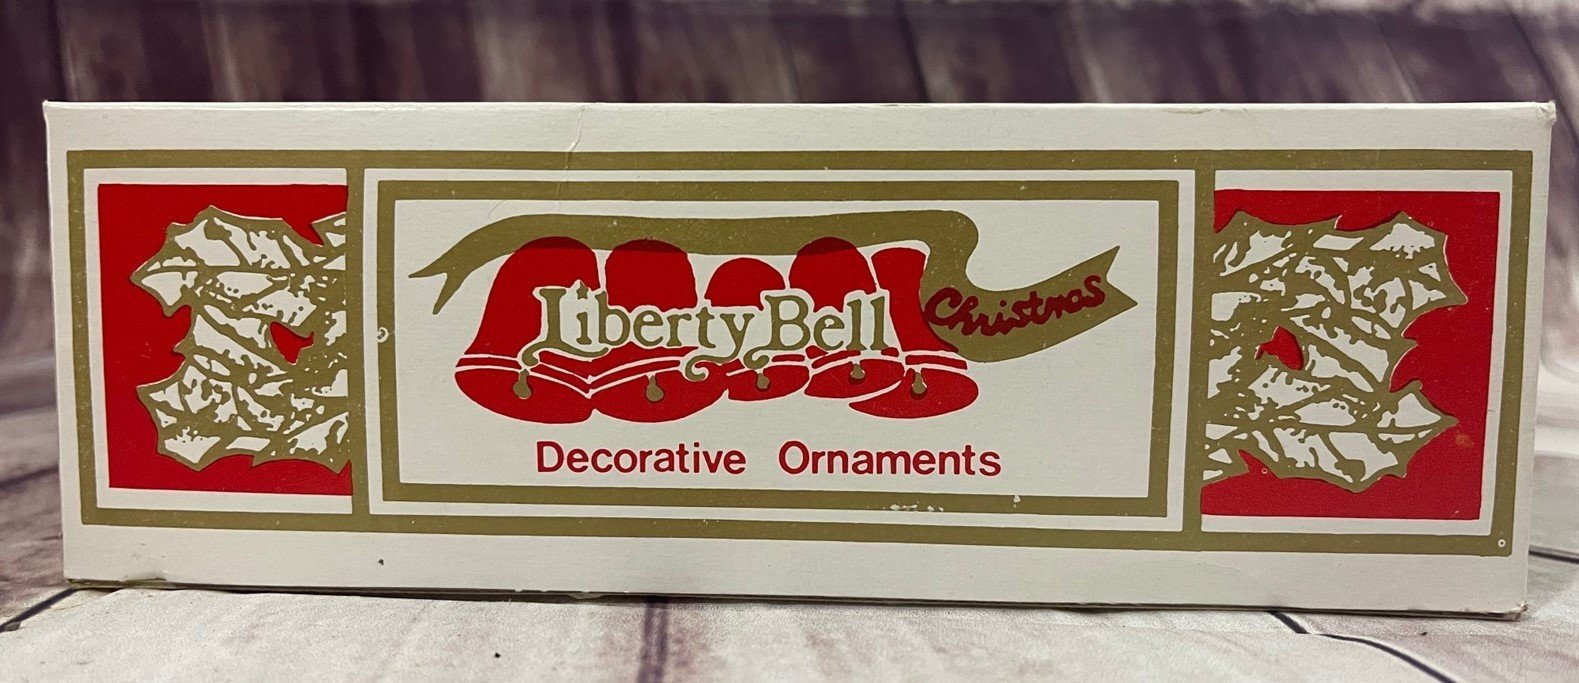 Liberty Bell
Christmas
Decorative Ornaments